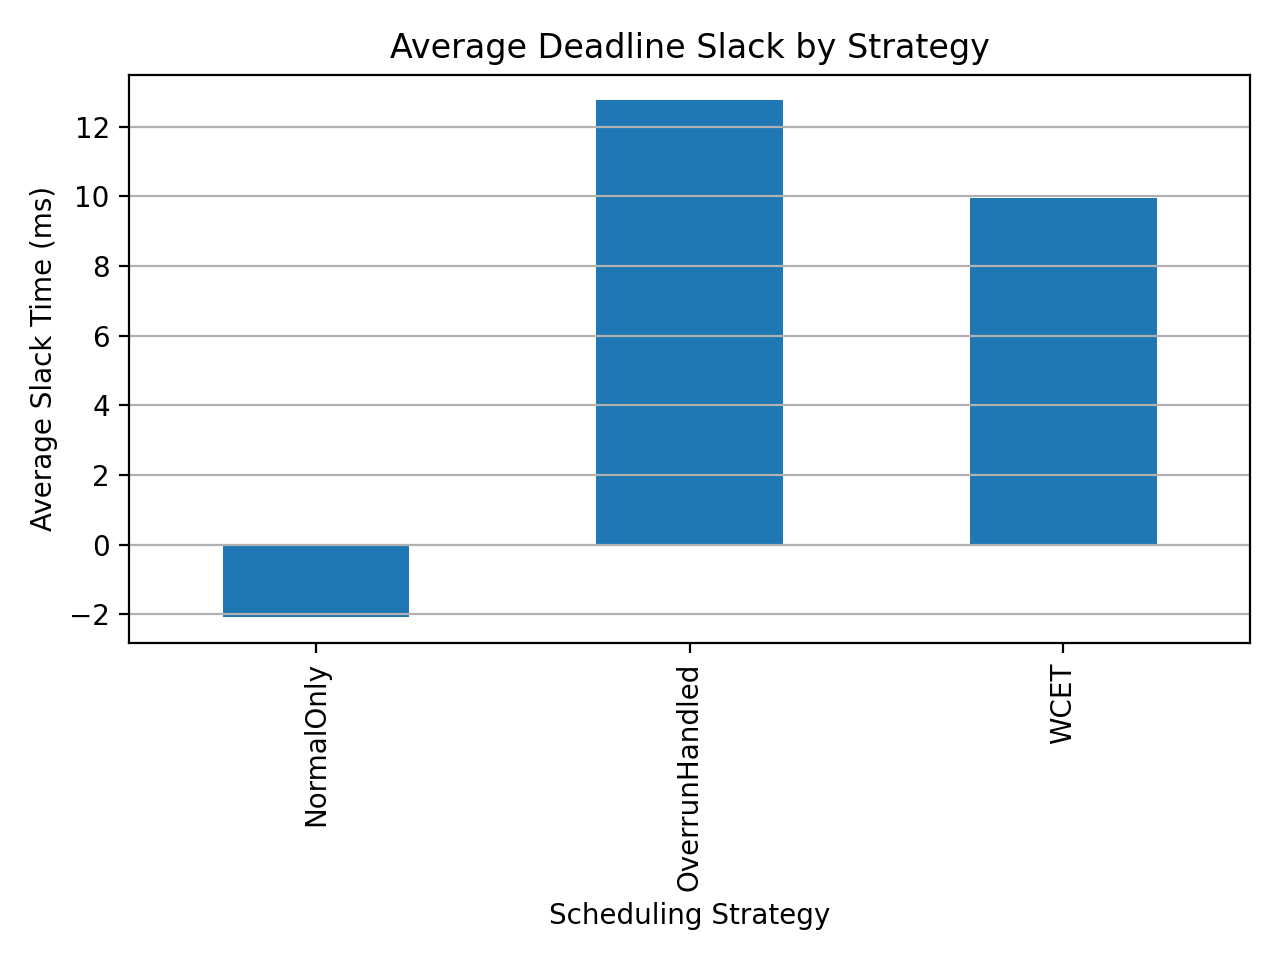 Average Deadline Slack by Strategy
Average Slack Time (ms)
12
10
8
6
4
2
0
−2
NormalOnly
OverrunHandled
WCET
Scheduling Strategy